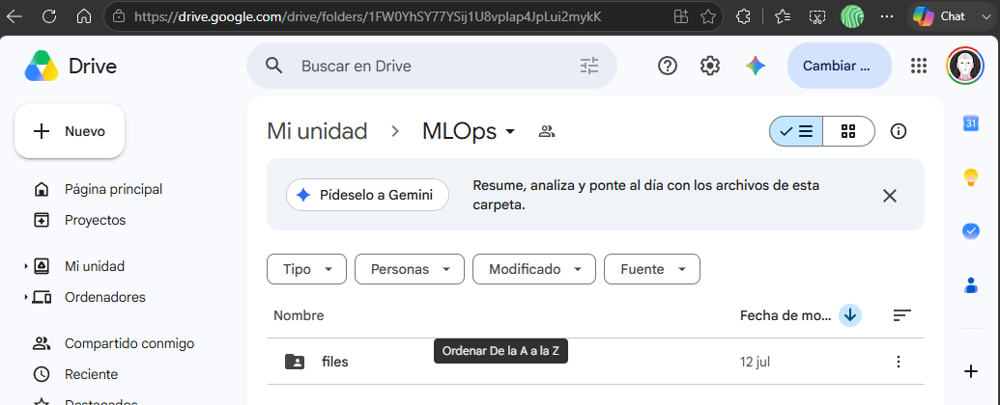 https://drive.google.com/drive/folders/1FW0YhSY77YSij1U8vplap4JpLui2mykK
Chat
Drive
Buscar en Drive
Cambiar ...
Nuevo
Mi unidad
MLOps
31
Pídeselo a Gemini
Resume, analiza y ponte al día con los archivos de esta
carpeta.
Página principal
Proyectos
Mi unidad
Ordenadores
Compartido conmigo
Reciente
Destacados
Tipo
Personas
Modificado
Fuente
Nombre
Fecha de mo...
Ordenar De la A a la Z
files
12 jul